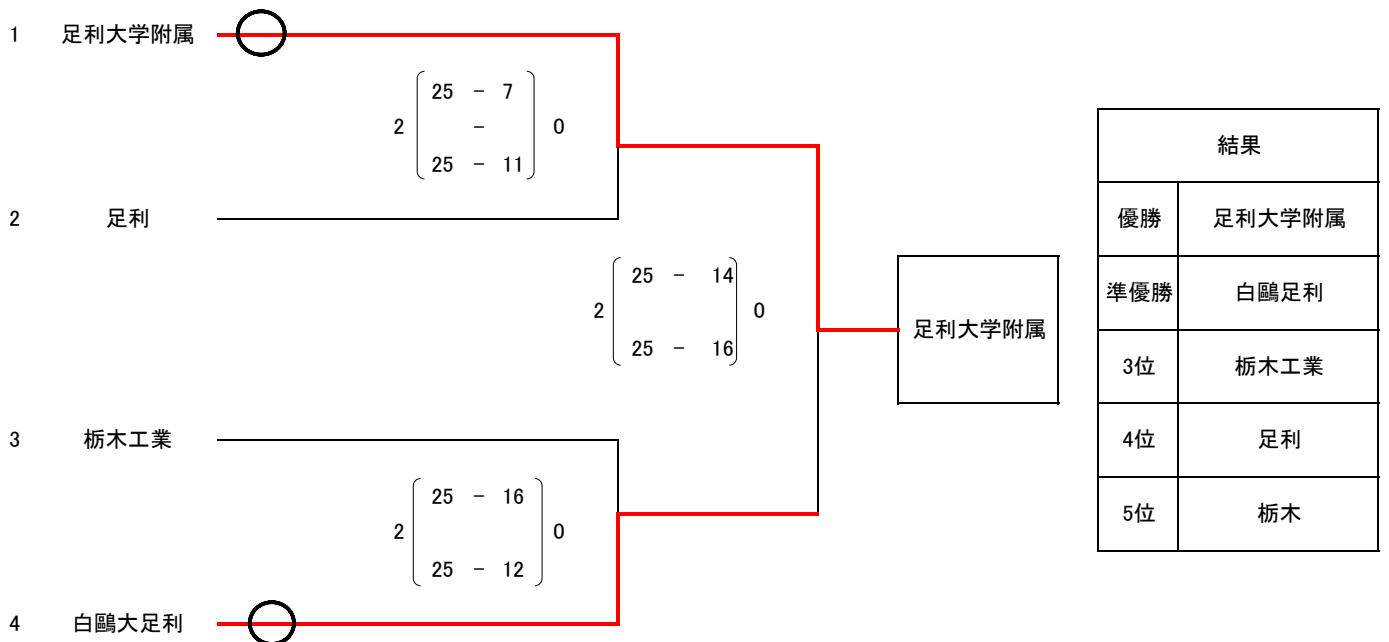 1 足利大学附属
25 - 7
2 - 0
25 - 11
2 足利
25 - 14
2 0
25 - 16
足利大学附属
3 栃木工業
25 - 16
2 0
25 - 12
4 白鷗大足利
結果
優勝 足利大学附属
準優勝 白鷗足利
3位 栃木工業
4位 足利
5位 栃木